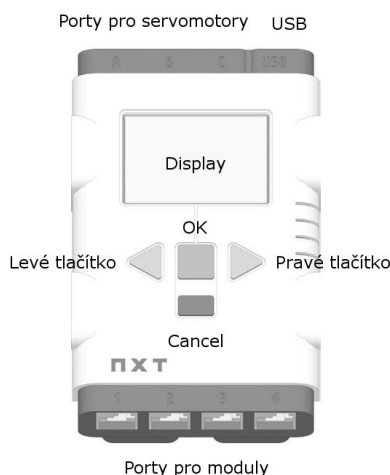 Porty pro servomotory USB
A B C USB
Display
OK
Levé tlačítko Pravé tlačítko
Cancel
NXT
1 2 3 4
Porty pro moduly